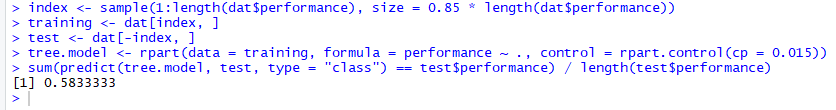 > index <- sample(1:length(dat$performance), size = 0.85 * length(dat$performance))
> training <- dat[index, ]
> test <- dat[-index, ]
> tree.model <- rpart(data = training, formula = performance ~ ., control = rpart.control(cp = 0.015))
> sum(predict(tree.model, test, type = "class") == test$performance) / length(test$performance)
[1] 0.5833333
>